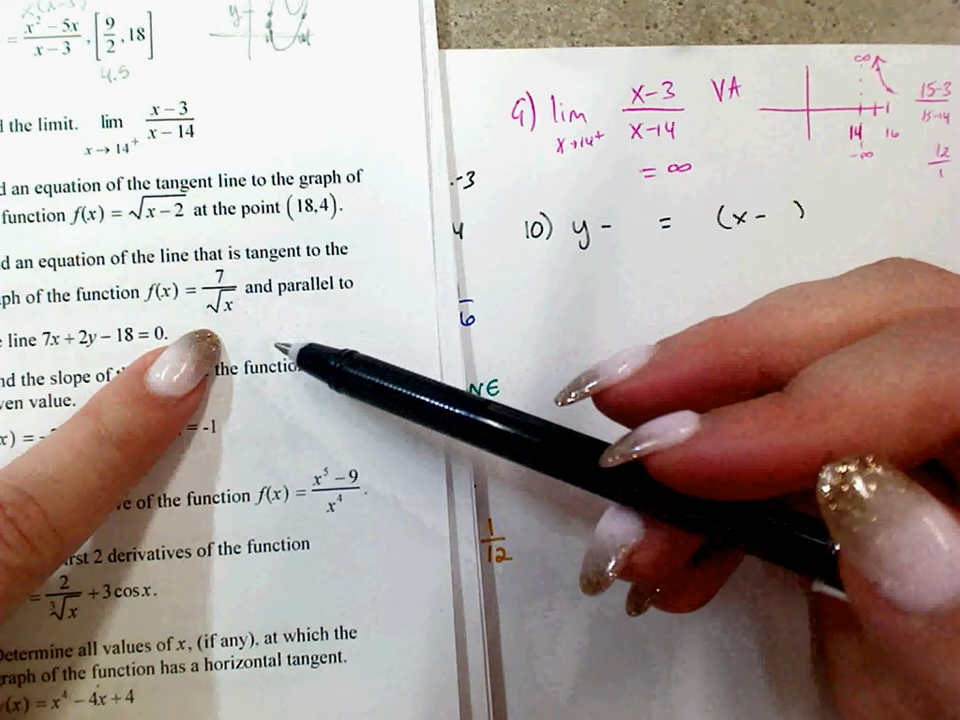 = x² − 5x / x − 3 , [9/2, 18]
4.5
d the limit. lim x→14⁺ x − 3 / x − 14
d an equation of the tangent line to the graph of
function f(x) = √x − 2 at the point (18,4).
d an equation of the line that is tangent to the
ph of the function f(x) = 7/√x and parallel to
e line 7x + 2y − 18 = 0.
nd the slope of the functio
ven value.
x) = - = -1
ve of the function f(x) = x⁵ − 9 / x⁴ .
irst 2 derivatives of the function
= 2/∛x + 3cosx.
Determine all values of x, (if any), at which the
graph of the function has a horizontal tangent.
(x) = x⁴ − 4x + 4
-3
4
6
NE
1/12
9) lim x→14⁺ x−3 / x−14 VA
= ∞
∞
14 16
-∞
15-3 / 15-14
12/1
10) y - = (x - )